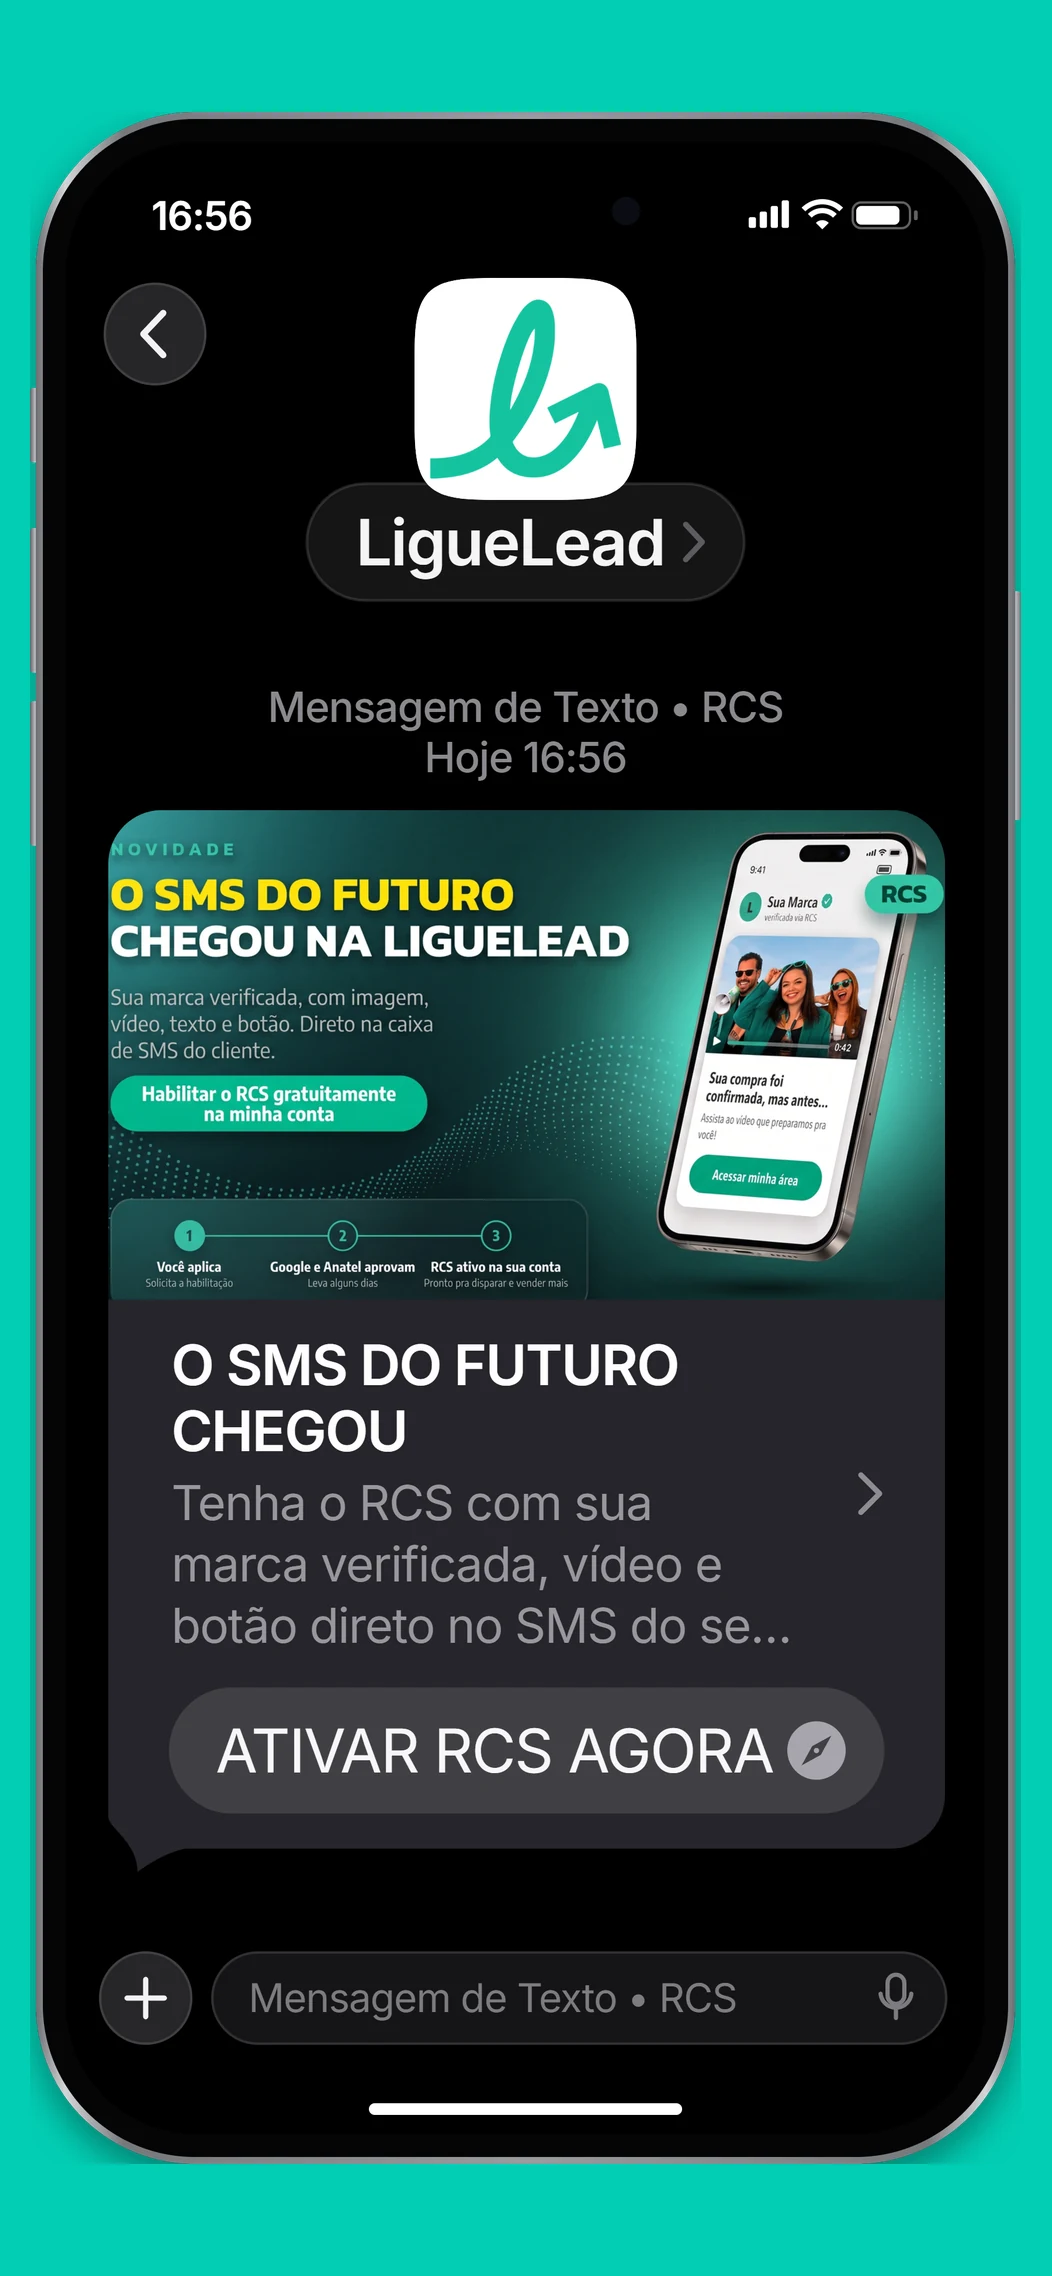 16:56
LigueLead
Mensagem de Texto • RCS
Hoje 16:56
NOVIDADE
O SMS DO FUTURO
CHEGOU NA LIGUELEAD
Sua marca verificada, com imagem,
vídeo, texto e botão. Direto na caixa
de SMS do cliente.
Habilitar o RCS gratuitamente
na minha conta
1
Você aplica
Solicita a habilitação
2
Google e Anatel aprovam
Leva alguns dias
3
RCS ativo na sua conta
Pronto pra disparar e vender mais
9:41
RCS
L
Sua Marca
verificada via RCS
0:42
Sua compra foi
confirmada, mas antes...
Assista ao vídeo que preparamos pra
você!
Acessar minha área
O SMS DO FUTURO
CHEGOU
Tenha o RCS com sua
marca verificada, vídeo e
botão direto no SMS do se...
ATIVAR RCS AGORA
Mensagem de Texto • RCS